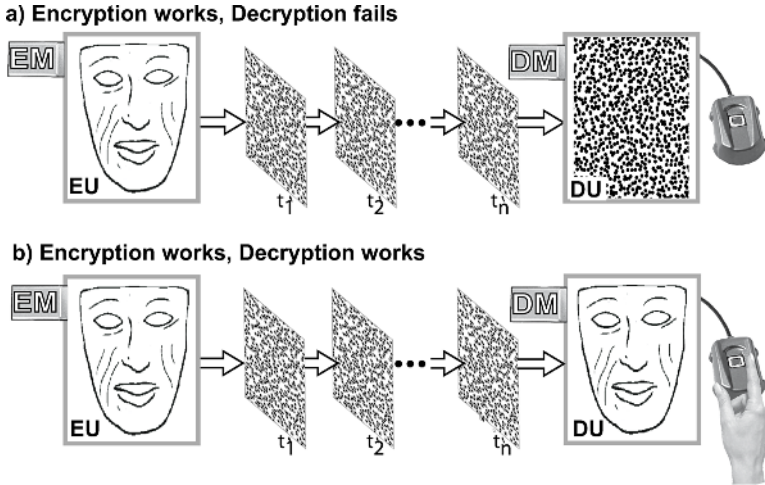 a) Encryption works, Decryption fails
EM
DM
EU
DU
t1
t2
tn
b) Encryption works, Decryption works
EM
DM
EU
DU
t1
t2
tn